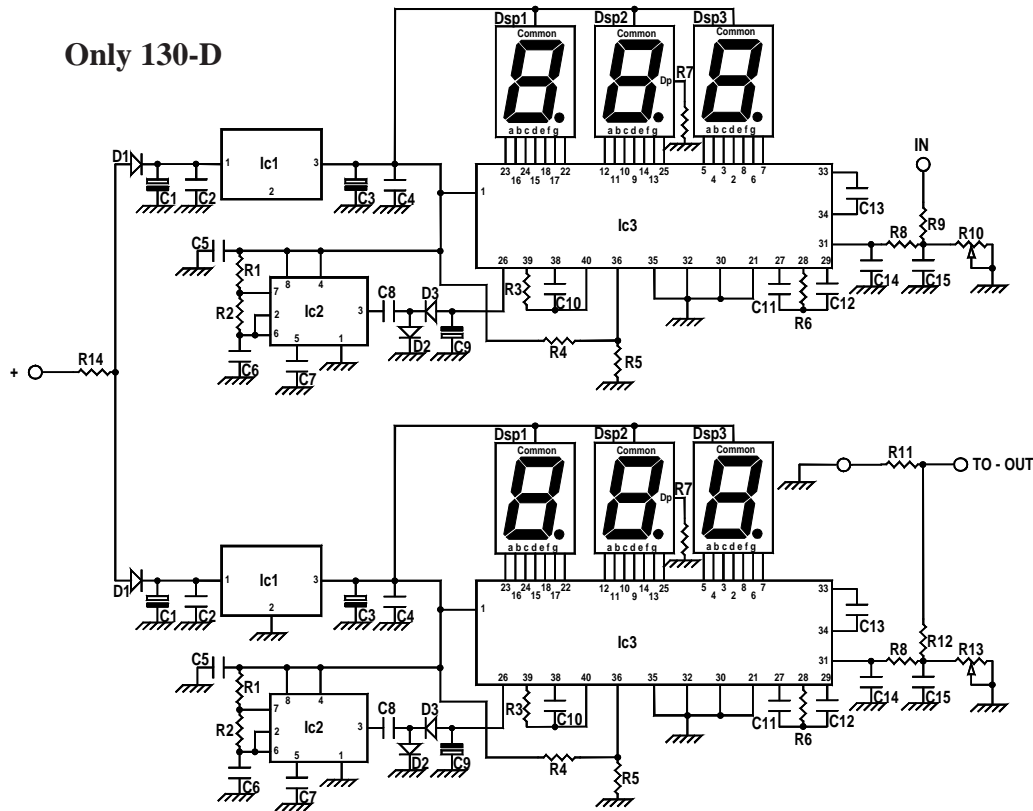 Only 130-D
Dsp1 Dsp2 Dsp3
Common Common Common
Dp R7
a b c d e f g a b c d e f g a b c d e f g
D1 1 Ic1 3 2
C1 C2 C3 C4
23 16 24 15 18 17 22 12 11 10 9 14 13 25 5 4 3 2 8 6 7
1 Ic3 33 34 31
C13
IN
R9
R8 R10
C14 C15
26 39 38 40 36 35 32 30 21 27 28 29
C5
R1
R2
8 4 7 2 6 Ic2 3 5 1
C8 D3
D2 C9
R3 C10
C11 R6 C12
C6 C7
R4
R5
+ R14
Dsp1 Dsp2 Dsp3
Common Common Common
Dp R7
R11 TO - OUT
a b c d e f g a b c d e f g a b c d e f g
D1 1 Ic1 3 2
C1 C2 C3 C4
23 16 24 15 18 17 22 12 11 10 9 14 13 25 5 4 3 2 8 6 7
1 Ic3 33 34 31
C13
R12
R8 R13
C14 C15
26 39 38 40 36 35 32 30 21 27 28 29
C5
R1
R2
8 4 7 2 6 Ic2 3 5 1
C8 D3
D2 C9
R3 C10
C11 R6 C12
C6 C7
R4
R5